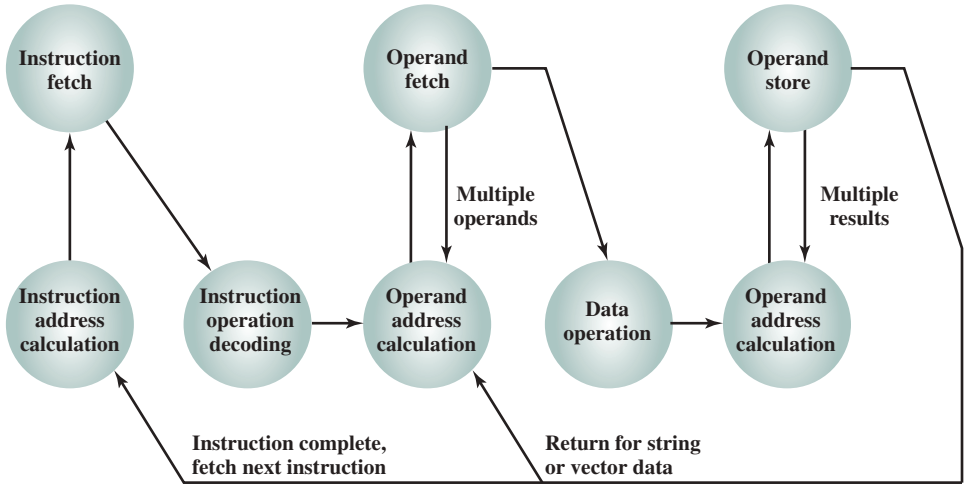 Instruction
fetch
Operand
fetch
Operand
store
Multiple
operands
Multiple
results
Instruction
address
calculation
Instruction
operation
decoding
Operand
address
calculation
Data
operation
Operand
address
calculation
Instruction complete,
fetch next instruction
Return for string
or vector data